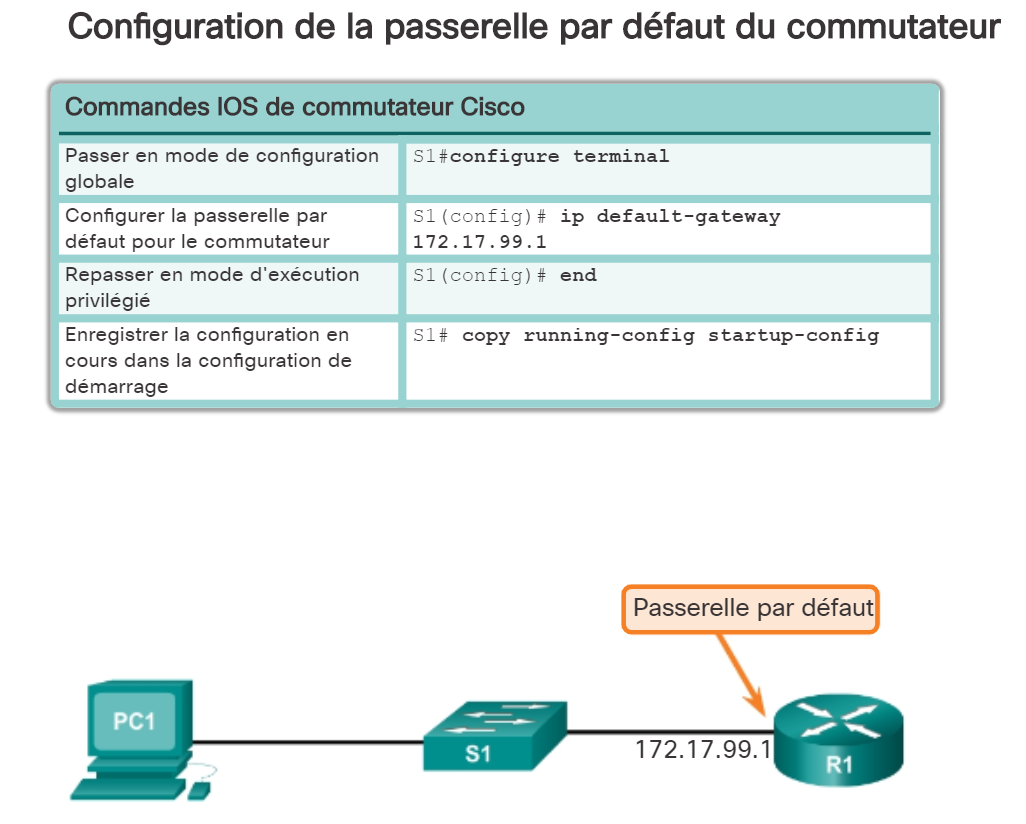 Configuration de la passerelle par défaut du commutateur
Commandes IOS de commutateur Cisco
Passer en mode de configuration
globale
S1#configure terminal
Configurer la passerelle par
défaut pour le commutateur
S1(config)# ip default-gateway
172.17.99.1
Repasser en mode d'exécution
privilégié
S1(config)# end
Enregistrer la configuration en
cours dans la configuration de
démarrage
S1# copy running-config startup-config
Passerelle par défaut
PC1
S1
172.17.99.1
R1